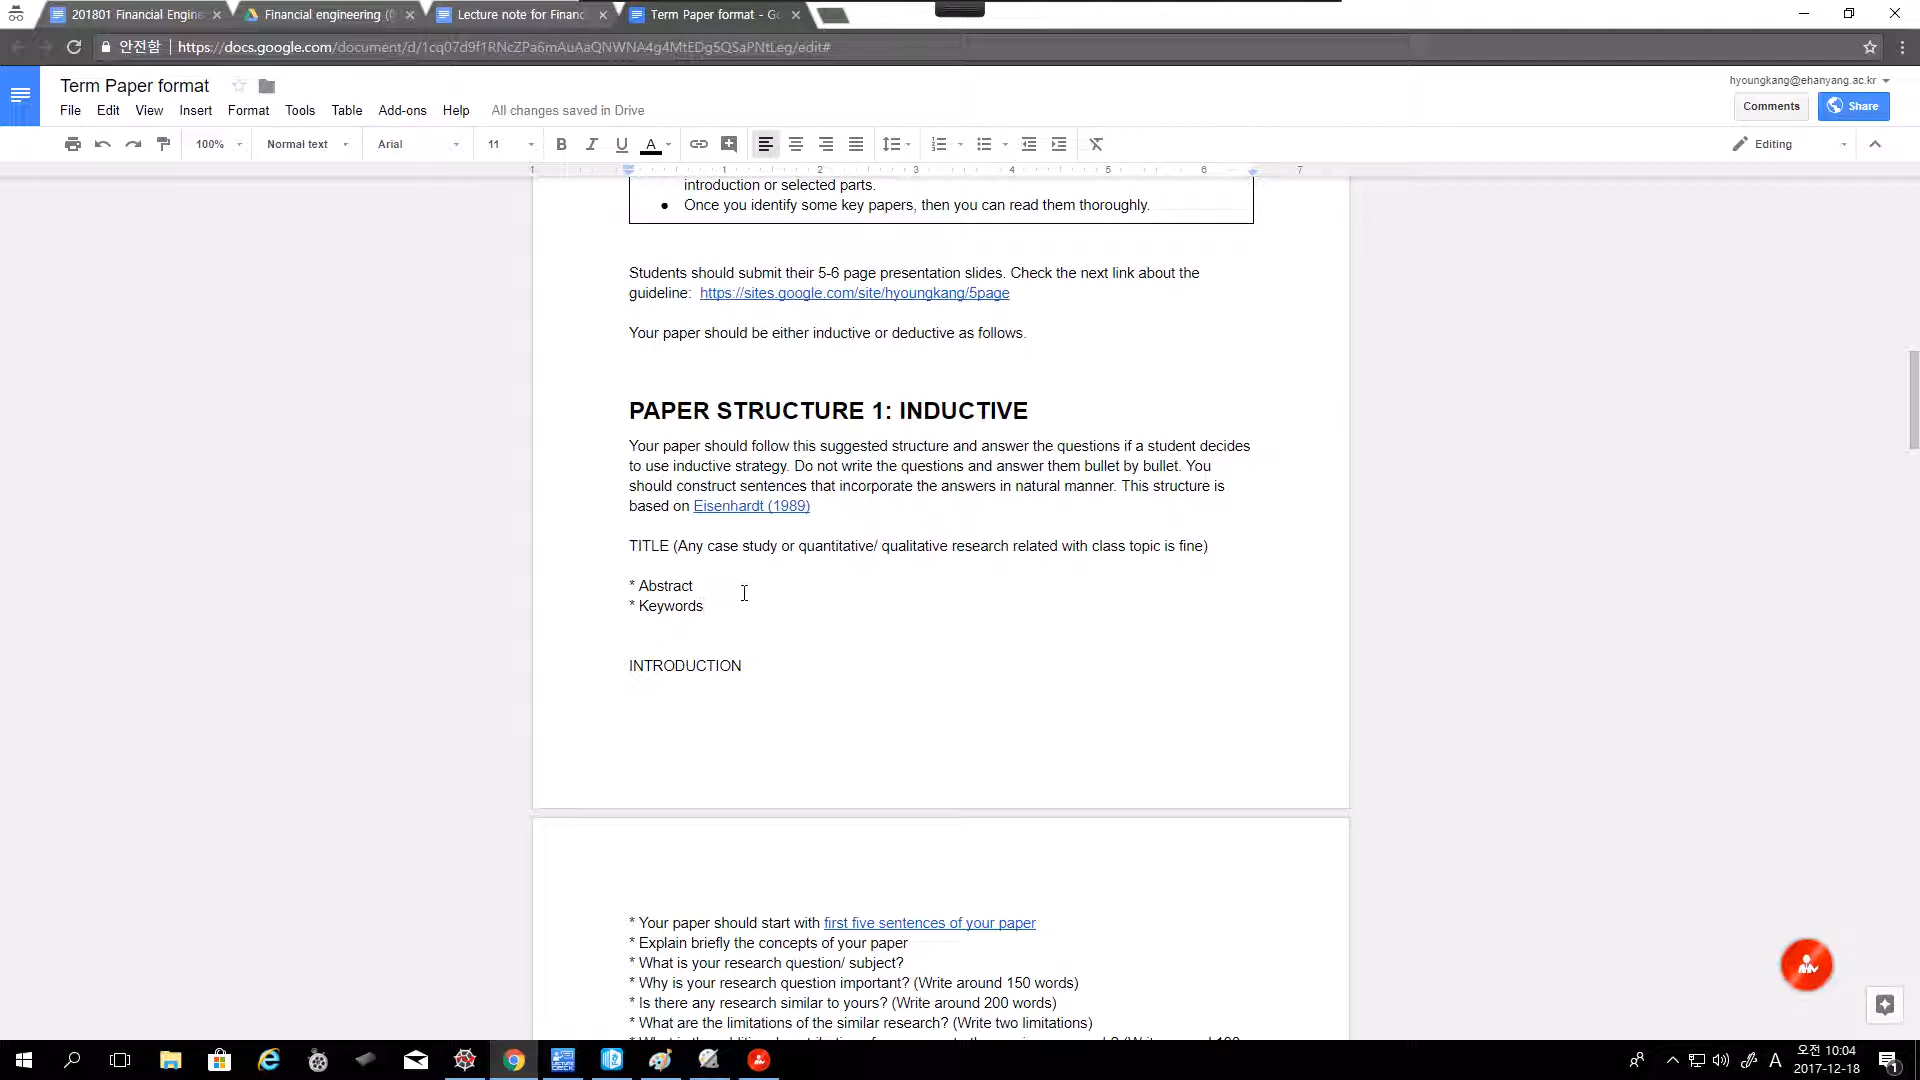 201801 Financial Engine
Financial engineering (
Lecture note for Financ
Term Paper format - Go
안전함
https://docs.google.com/document/d/1cq07d9f1RNcZPa6mAuAaQNWNA4g4MtEDg5QSaPNtLeg/edit#
Term Paper format
hyoungkang@ehanyang.ac.kr
File Edit View Insert Format Tools Table Add-ons Help All changes saved in Drive
Comments
Share
100% Normal text Arial 11 B I U A Editing
1 1 2 3 4 5 6 7
introduction or selected parts.
● Once you identify some key papers, then you can read them thoroughly.
Students should submit their 5-6 page presentation slides. Check the next link about the
guideline: https://sites.google.com/site/hyoungkang/5page
Your paper should be either inductive or deductive as follows.
PAPER STRUCTURE 1: INDUCTIVE
Your paper should follow this suggested structure and answer the questions if a student decides
to use inductive strategy. Do not write the questions and answer them bullet by bullet. You
should construct sentences that incorporate the answers in natural manner. This structure is
based on Eisenhardt (1989)
TITLE (Any case study or quantitative/ qualitative research related with class topic is fine)
* Abstract
* Keywords
INTRODUCTION
* Your paper should start with first five sentences of your paper
* Explain briefly the concepts of your paper
* What is your research question/ subject?
* Why is your research question important? (Write around 150 words)
* Is there any research similar to yours? (Write around 200 words)
* What are the limitations of the similar research? (Write two limitations)
A
오전 10:04
2017-12-18
1